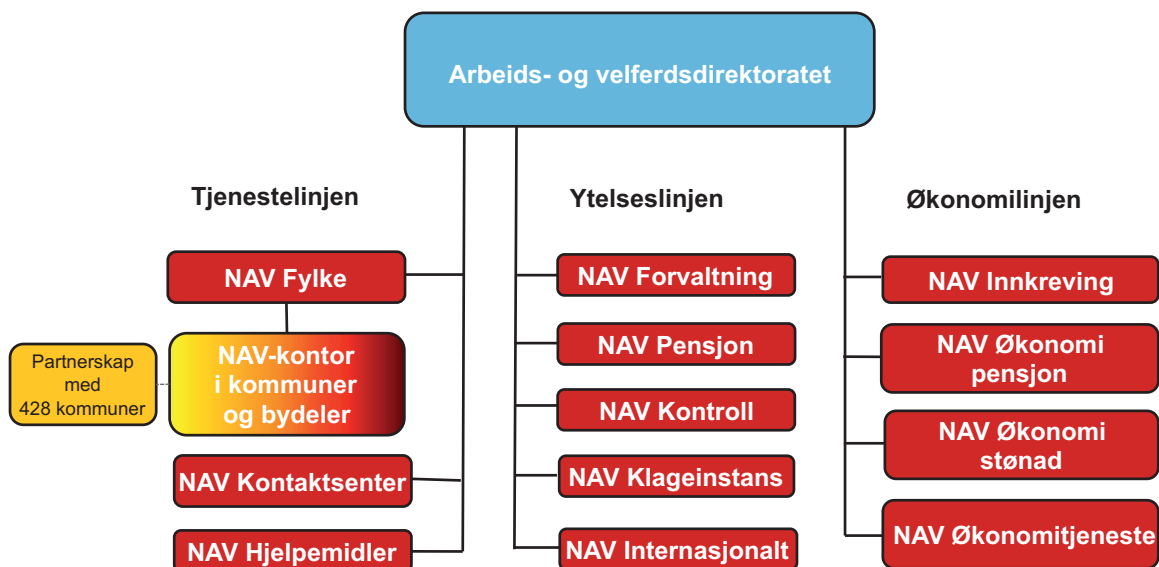 Arbeids- og velferdsdirektoratet
Tjenestelinjen
NAV Fylke
NAV-kontor
i kommuner
og bydeler
Partnerskap
med
428 kommuner
NAV Kontaktsenter
NAV Hjelpemidler
Ytelseslinjen
NAV Forvaltning
NAV Pensjon
NAV Kontroll
NAV Klageinstans
NAV Internasjonalt
Økonomilinjen
NAV Innkreving
NAV Økonomi
pensjon
NAV Økonomi
stønad
NAV Økonomitjeneste